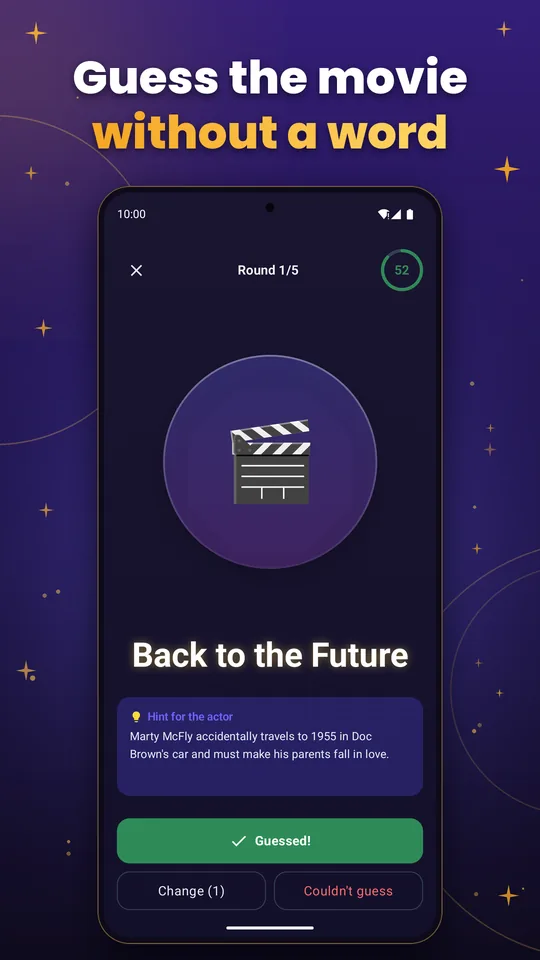 Guess the movie
without a word
10:00
Round 1/5
52
Back to the Future
Hint for the actor
Marty McFly accidentally travels to 1955 in Doc
Brown's car and must make his parents fall in love.
Guessed!
Change (1)
Couldn't guess